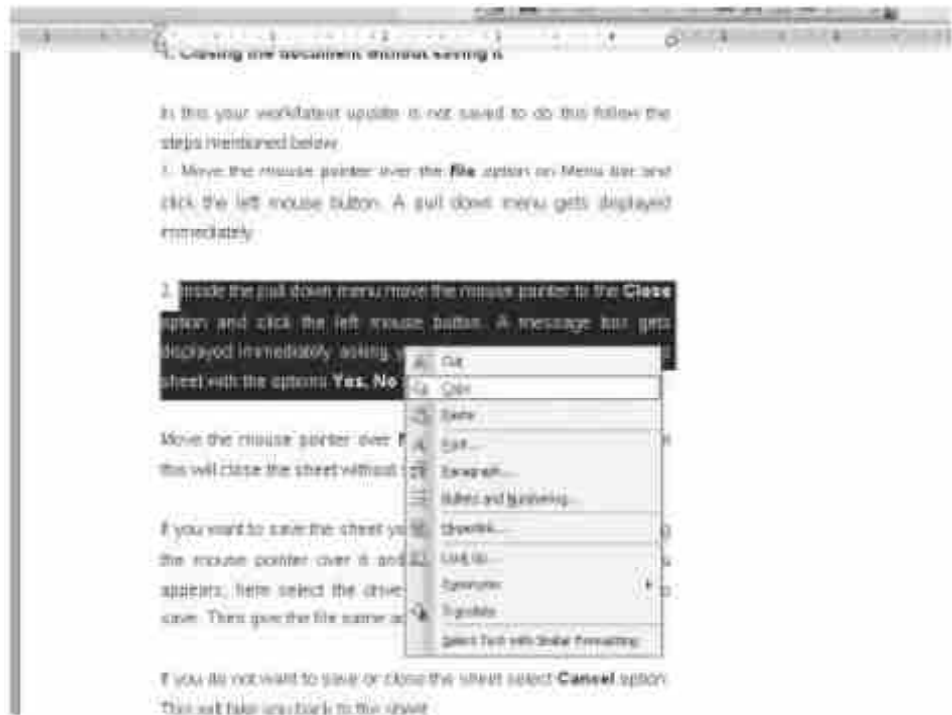 1. Closing the document without saving it
In this your work/latest update is not saved to do this follow the
steps mentioned below
1. Move the mouse pointer over the file option on Menu bar and
click the left mouse button. A pull down menu gets displayed
immediately
2. Inside the pull down menu move the mouse pointer to the Close
option and click the left mouse button. A message box gets
displayed immediately asking
sheet with the options Yes, No
Move the mouse pointer over
this will close the sheet without
If you want to save the sheet
the mouse pointer over it and
appears, here select the drive
save. Then give the file name
If you do not want to save or close the sheet select Cancel option
This will take you back to the sheet
Cut
Copy
Paste
Font...
Paragraph...
Bullets and Numbering...
Hyperlink...
Look Up...
Synonyms
Translate
Select Text with Similar Formatting